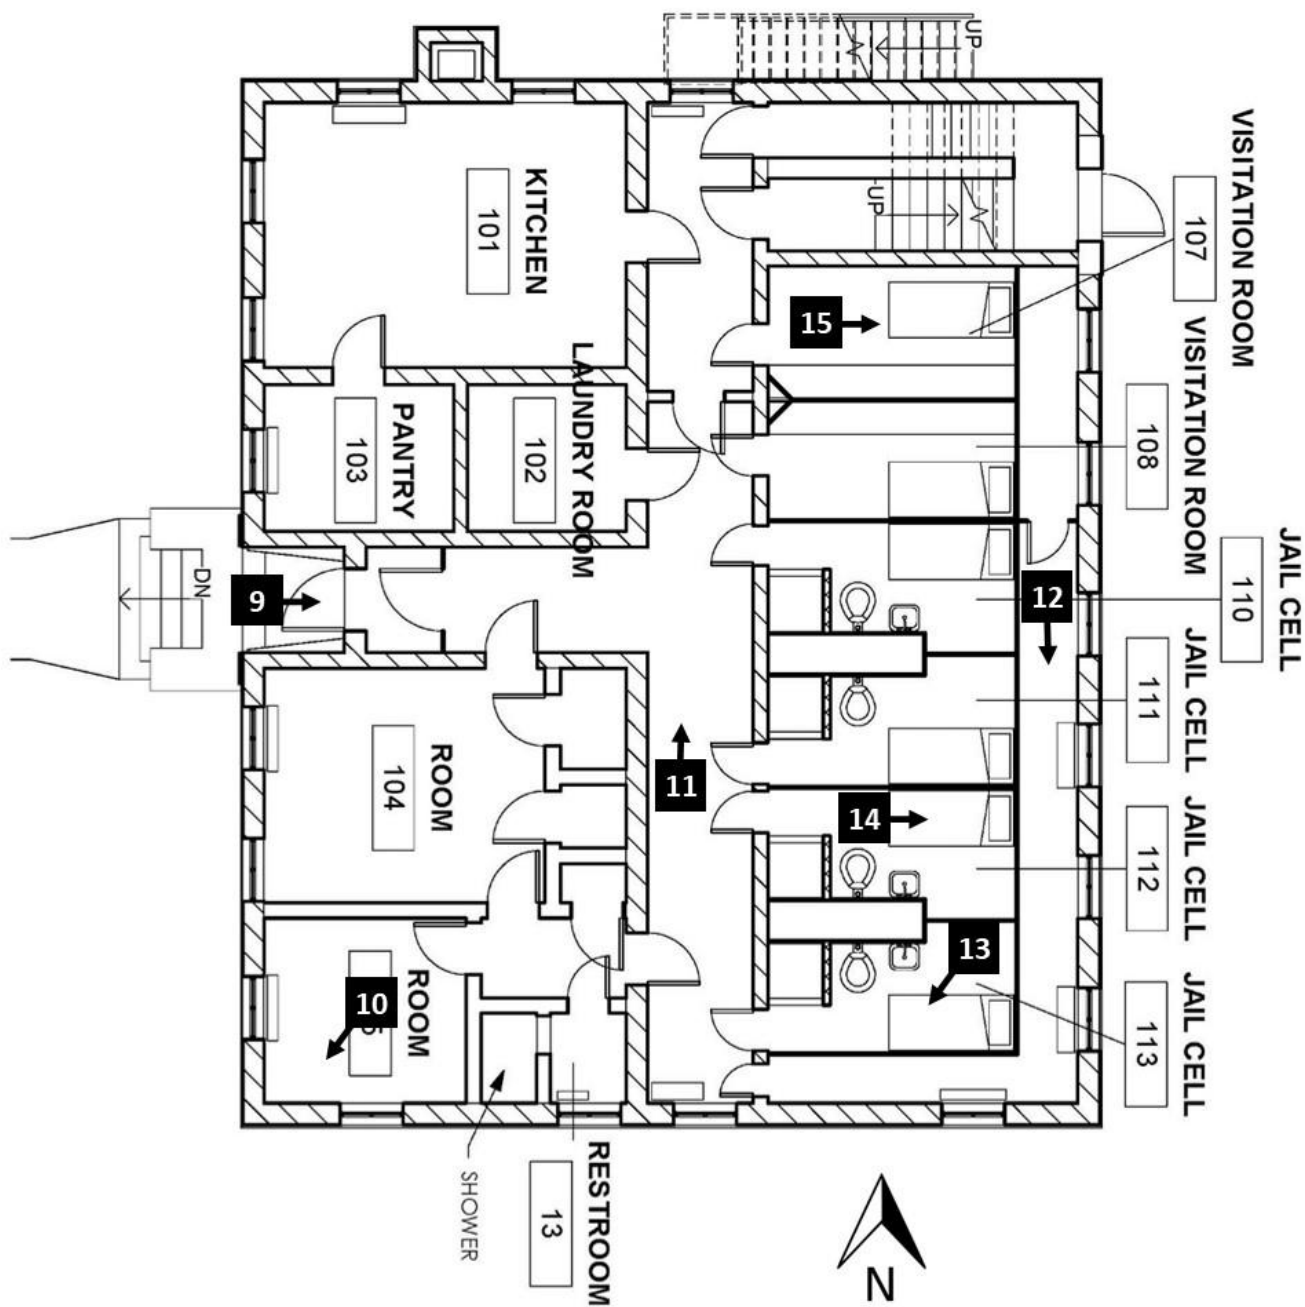 UP
UP
VISITATION ROOM
107
KITCHEN
101
15
VISITATION ROOM
108
LAUNDRY ROOM
102
PANTRY
103
JAIL CELL
110
DN
9
12
JAIL CELL
111
ROOM
104
11
14
JAIL CELL
112
13
ROOM
10
JAIL CELL
113
SHOWER
RESTROOM
13
N